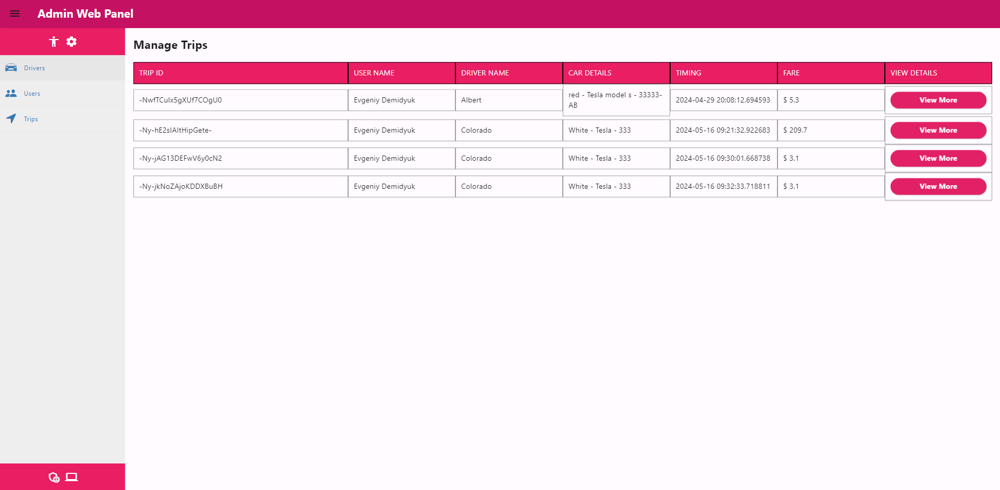 Admin Web Panel
Drivers
Users
Trips
Manage Trips
TRIP ID USER NAME DRIVER NAME CAR DETAILS TIMING FARE VIEW DETAILS
-NwfTCuIx5gXUf7COgU0 Evgeniy Demidyuk Albert red - Tesla model s - 33333-AB 2024-04-29 20:08:12.694593 $ 5.3 View More
-Ny-hE2sIAItHipGete- Evgeniy Demidyuk Colorado White - Tesla - 333 2024-05-16 09:21:32.922683 $ 209.7 View More
-Ny-jAG13DEFwV6y0cN2 Evgeniy Demidyuk Colorado White - Tesla - 333 2024-05-16 09:30:01.668738 $ 3.1 View More
-Ny-jkNoZAjoKDDXBuBH Evgeniy Demidyuk Colorado White - Tesla - 333 2024-05-16 09:32:33.718811 $ 3.1 View More